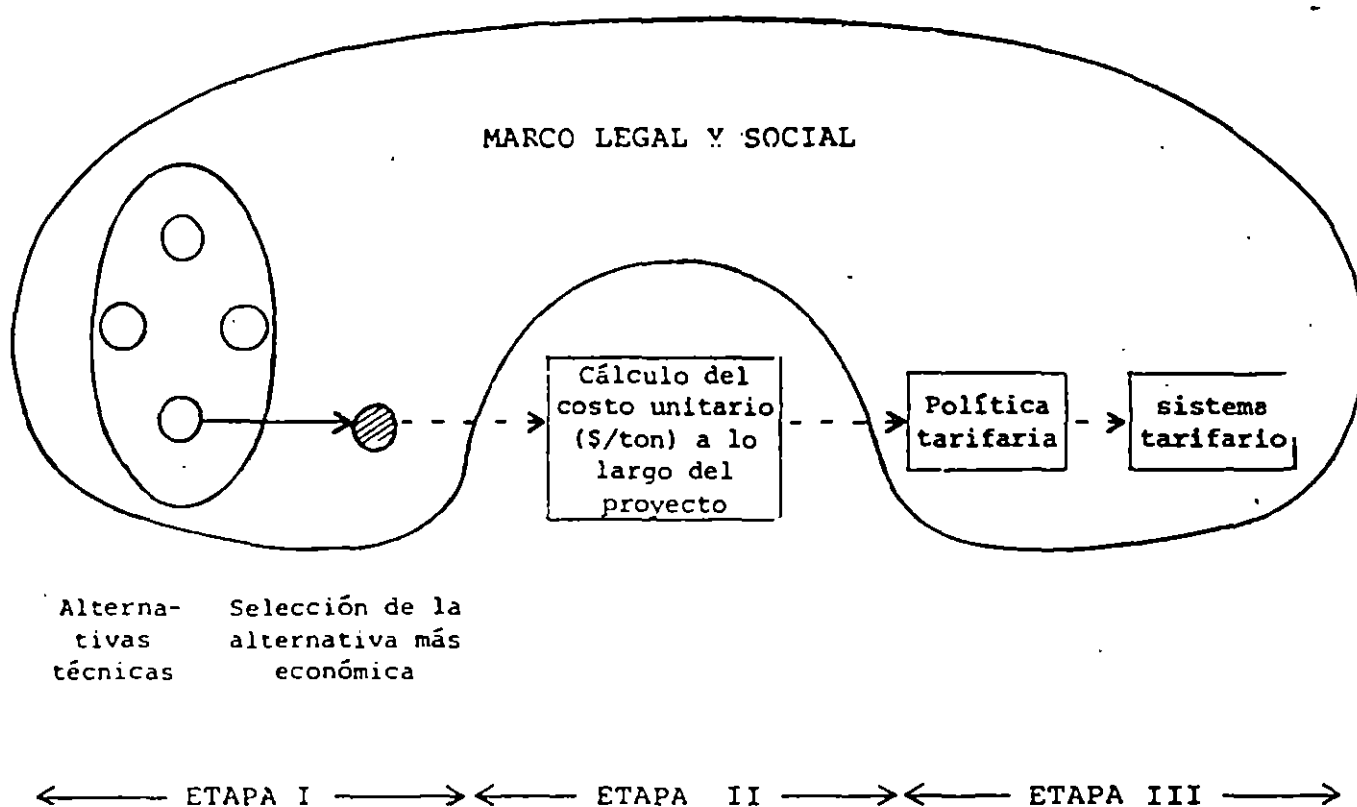 MARCO LEGAL Y SOCIAL
Cálculo del
costo unitario
($/ton) a lo
largo del
proyecto
Política
tarifaria
sistema
tarifario
Alterna-
tivas
técnicas
Selección de la
alternativa más
económica
ETAPA I
ETAPA II
ETAPA III